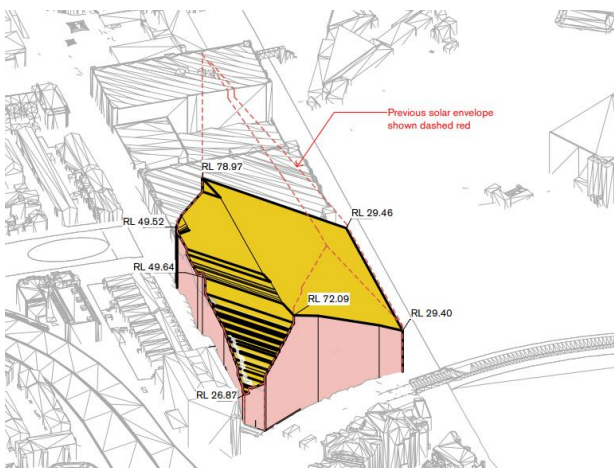 Previous solar envelope
shown dashed red
RL 78.97
RL 49.52
RL 29.46
RL 49.64
RL 72.09
RL 29.40
RL 26.87